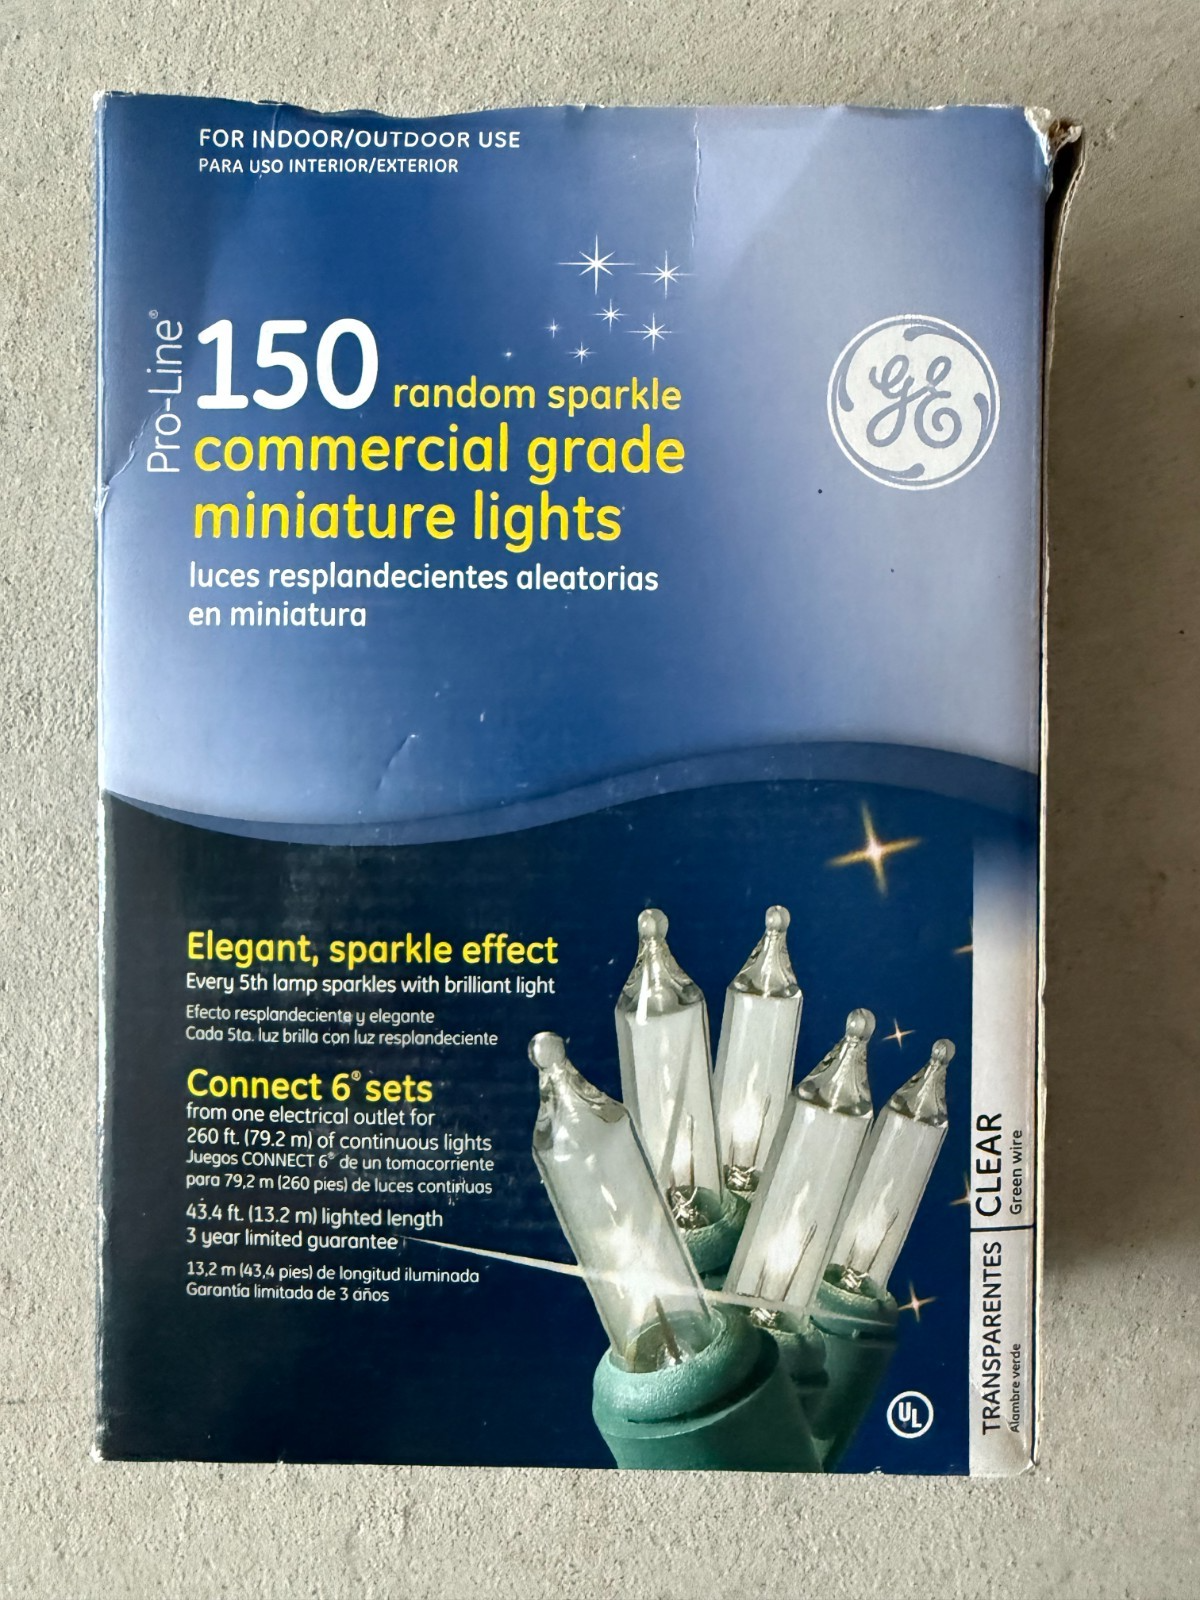 FOR INDOOR/OUTDOOR USE
PARA USO INTERIOR/EXTERIOR
Pro-Line®
150 random sparkle
commercial grade
miniature lights
luces resplandecientes aleatorias
en miniatura
GE
Elegant, sparkle effect
Every 5th lamp sparkles with brilliant light
Efecto resplandeciente y elegante
Cada 5ta. luz brilla con luz resplandeciente
Connect 6® sets
from one electrical outlet for
260 ft. (79.2 m) of continuous lights
Juegos CONNECT 6® de un tomacorriente
para 79,2 m (260 pies) de luces continuas
43.4 ft. (13.2 m) lighted length
3 year limited guarantee
13,2 m (43,4 pies) de longitud iluminada
Garantía limitada de 3 años
UL
TRANSPARENTES | CLEAR
Alambre verde
Green wire